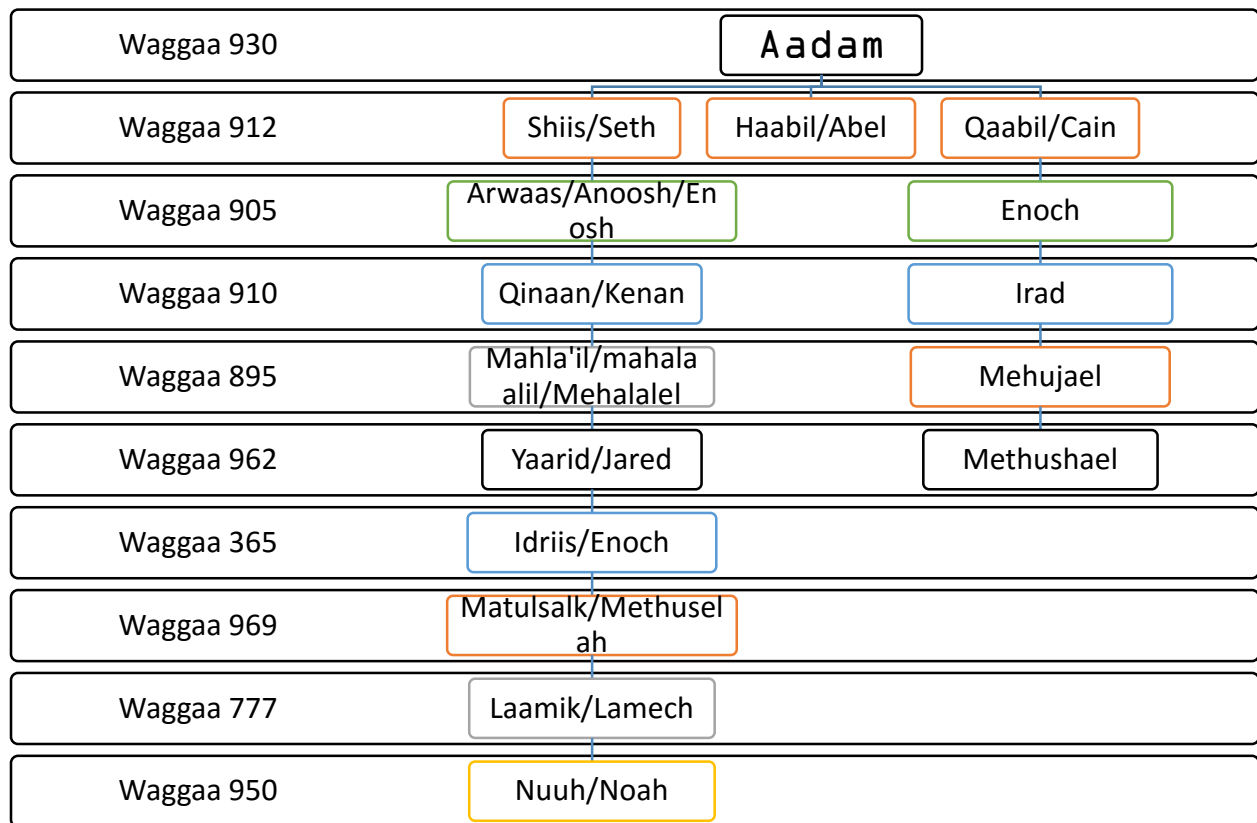 Waggaa 930
Aadam
Waggaa 912
Shiis/Seth
Haabil/Abel
Qaabil/Cain
Waggaa 905
Arwaas/Anoosh/En
osh
Enoch
Waggaa 910
Qinaan/Kenan
Irad
Waggaa 895
Mahla'il/mahala
alil/Mehalalel
Mehujael
Waggaa 962
Yaarid/Jared
Methushael
Waggaa 365
Idriis/Enoch
Waggaa 969
Matulsalk/Methusel
ah
Waggaa 777
Laamik/Lamech
Waggaa 950
Nuuh/Noah